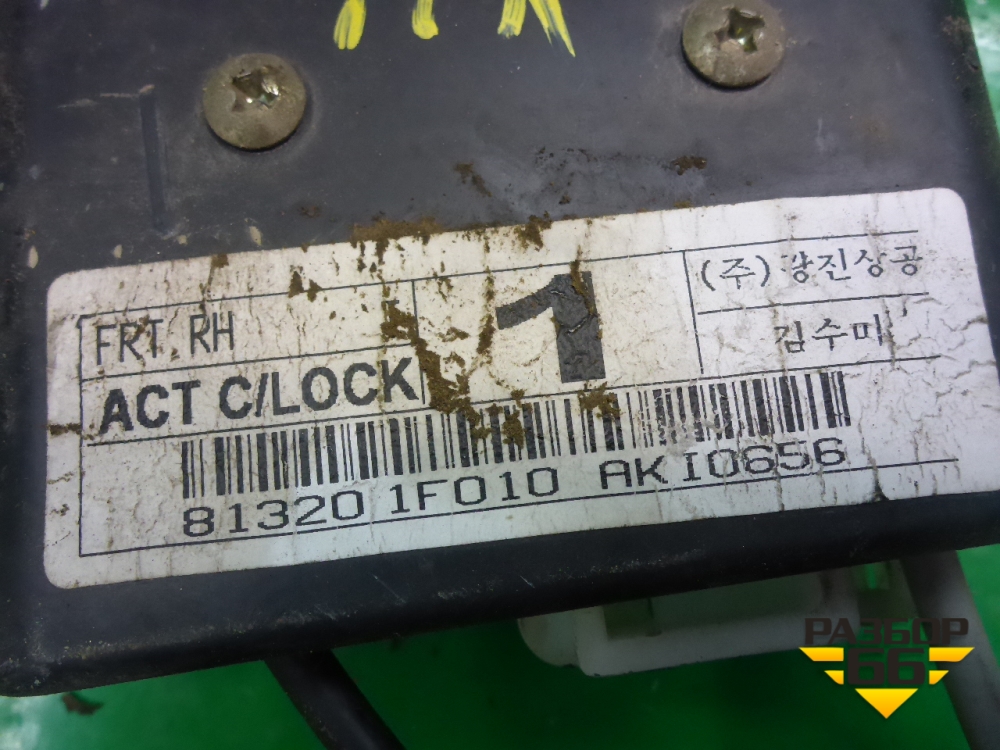 FRT. RH
ACT C/LOCK
1
(주) 광진상공
김수미
81320 1F010 AKI0656
РАЗБОР
66